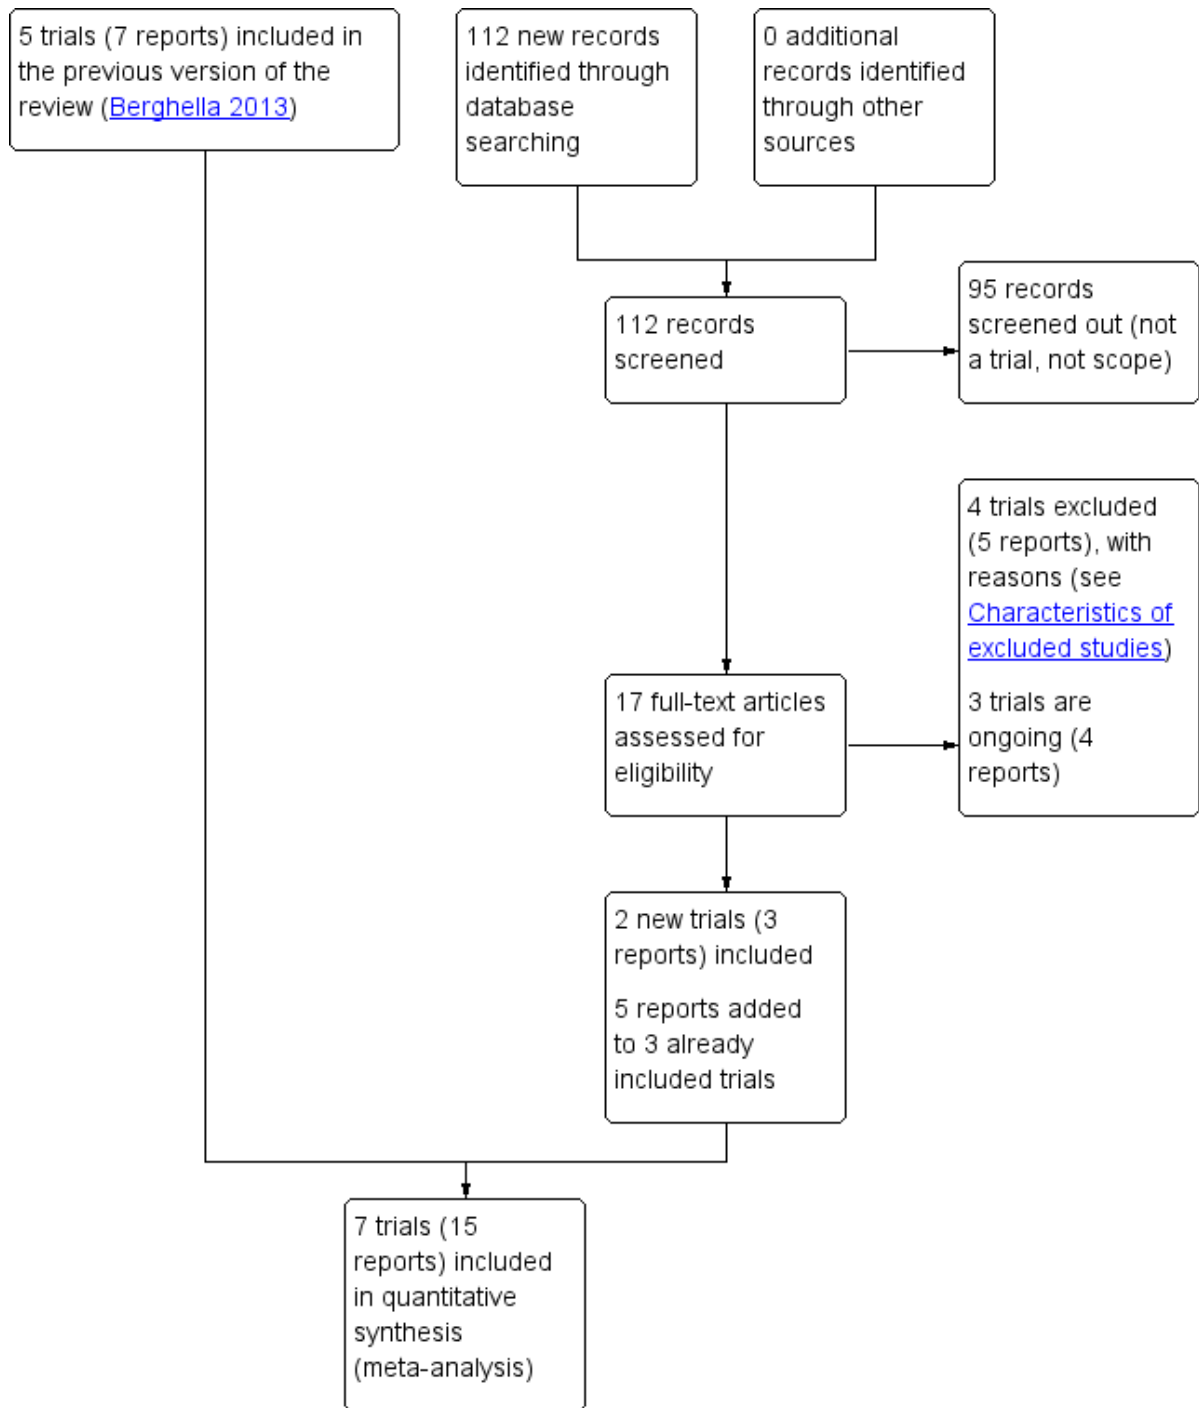 5 trials (7 reports) included in
the previous version of the
review (Berghella 2013)
112 new records
identified through
database
searching
0 additional
records identified
through other
sources
112 records
screened
95 records
screened out (not
a trial, not scope)
4 trials excluded
(5 reports), with
reasons (see
Characteristics of
excluded studies)
3 trials are
ongoing (4
reports)
17 full-text articles
assessed for
eligibility
2 new trials (3
reports) included
5 reports added
to 3 already
included trials
7 trials (15
reports) included
in quantitative
synthesis
(meta-analysis)